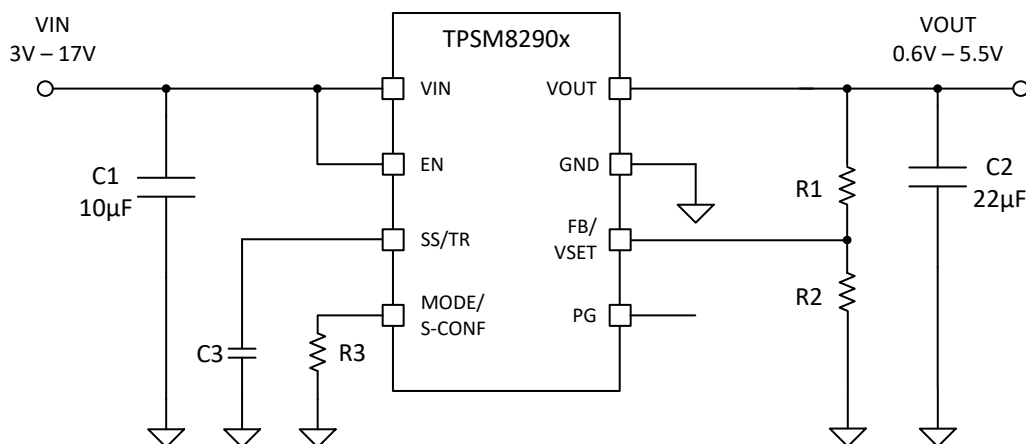 VIN
3V – 17V
TPSM8290x
VOUT
0.6V – 5.5V
VIN
VOUT
EN
GND
C1
10µF
R1
C2
22µF
SS/TR
FB/
VSET
MODE/
S-CONF
R2
PG
C3
R3